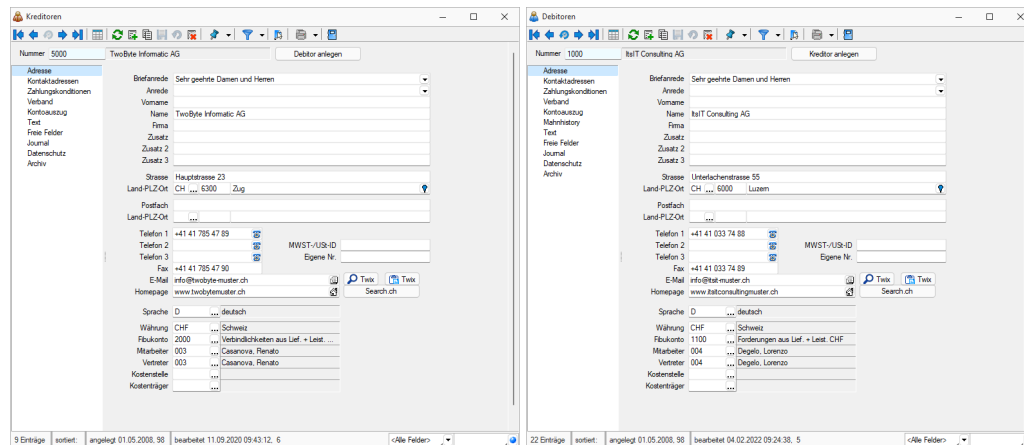 Kreditoren
Nummer 5000 TwoByte Informatic AG Debitor anlegen
Adresse
Kontaktadressen
Zahlungskonditionen
Verband
Kontoauszug
Text
Freie Felder
Journal
Datenschutz
Archiv
Briefanrede Sehr geehrte Damen und Herren
Anrede
Vorname
Name TwoByte Informatic AG
Firma
Zusatz
Zusatz 2
Zusatz 3
Strasse Hauptstrasse 23
Land-PLZ-Ort CH ... 6300 Zug
Postfach
Land-PLZ-Ort ...
Telefon 1 +41 41 785 47 89
Telefon 2 MWST-/USt-ID
Telefon 3 Eigene Nr.
Fax +41 41 785 47 90
E-Mail info@twobyte-muster.ch Twix Twix
Homepage www.twobytemuster.ch Search.ch
Sprache D ... deutsch
Währung CHF ... Schweiz
Fibukonto 2000 ... Verbindlichkeiten aus Lief. + Leist. ...
Mitarbeiter 003 ... Casanova, Renato
Vertreter 003 ... Casanova, Renato
Kostenstelle ...
Kostenträger ...
9 Einträge sortiert: angelegt 01.05.2008, 98 bearbeitet 11.09.2020 09:43:12, 6 <Alle Felder>
Debitoren
Nummer 1000 ItsIT Consulting AG Kreditor anlegen
Adresse
Kontaktadressen
Zahlungskonditionen
Verband
Kontoauszug
Mahnhistory
Text
Freie Felder
Journal
Datenschutz
Archiv
Briefanrede Sehr geehrte Damen und Herren
Anrede
Vorname
Name ItsIT Consulting AG
Firma
Zusatz
Zusatz 2
Zusatz 3
Strasse Unterlachenstrasse 55
Land-PLZ-Ort CH ... 6000 Luzern
Postfach
Land-PLZ-Ort ...
Telefon 1 +41 41 033 74 88
Telefon 2 MWST-/USt-ID
Telefon 3 Eigene Nr.
Fax +41 41 033 74 89
E-Mail info@itsit-muster.ch Twix Twix
Homepage www.itsitconsultingmuster.ch Search.ch
Sprache D ... deutsch
Währung CHF ... Schweiz
Fibukonto 1100 ... Forderungen aus Lief. + Leist. CHF
Mitarbeiter 004 ... Degelo, Lorenzo
Vertreter 004 ... Degelo, Lorenzo
Kostenstelle ...
Kostenträger ...
22 Einträge sortiert: angelegt 01.05.2008, 98 bearbeitet 04.02.2022 09:24:38, 5 <Alle Felder>